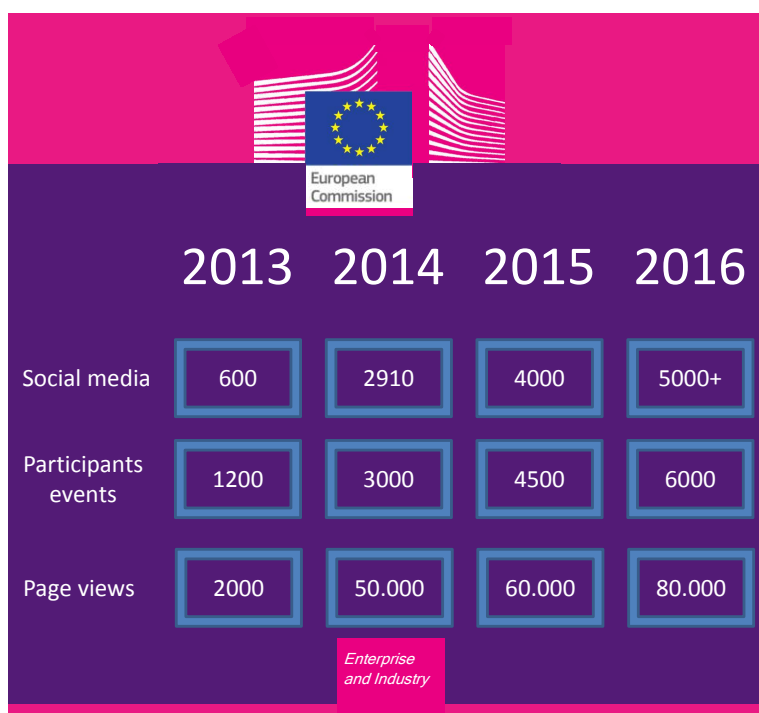 European
Commission
2013 2014 2015 2016
Social media 600 2910 4000 5000+
Participants
events 1200 3000 4500 6000
Page views 2000 50.000 60.000 80.000
Enterprise
and Industry